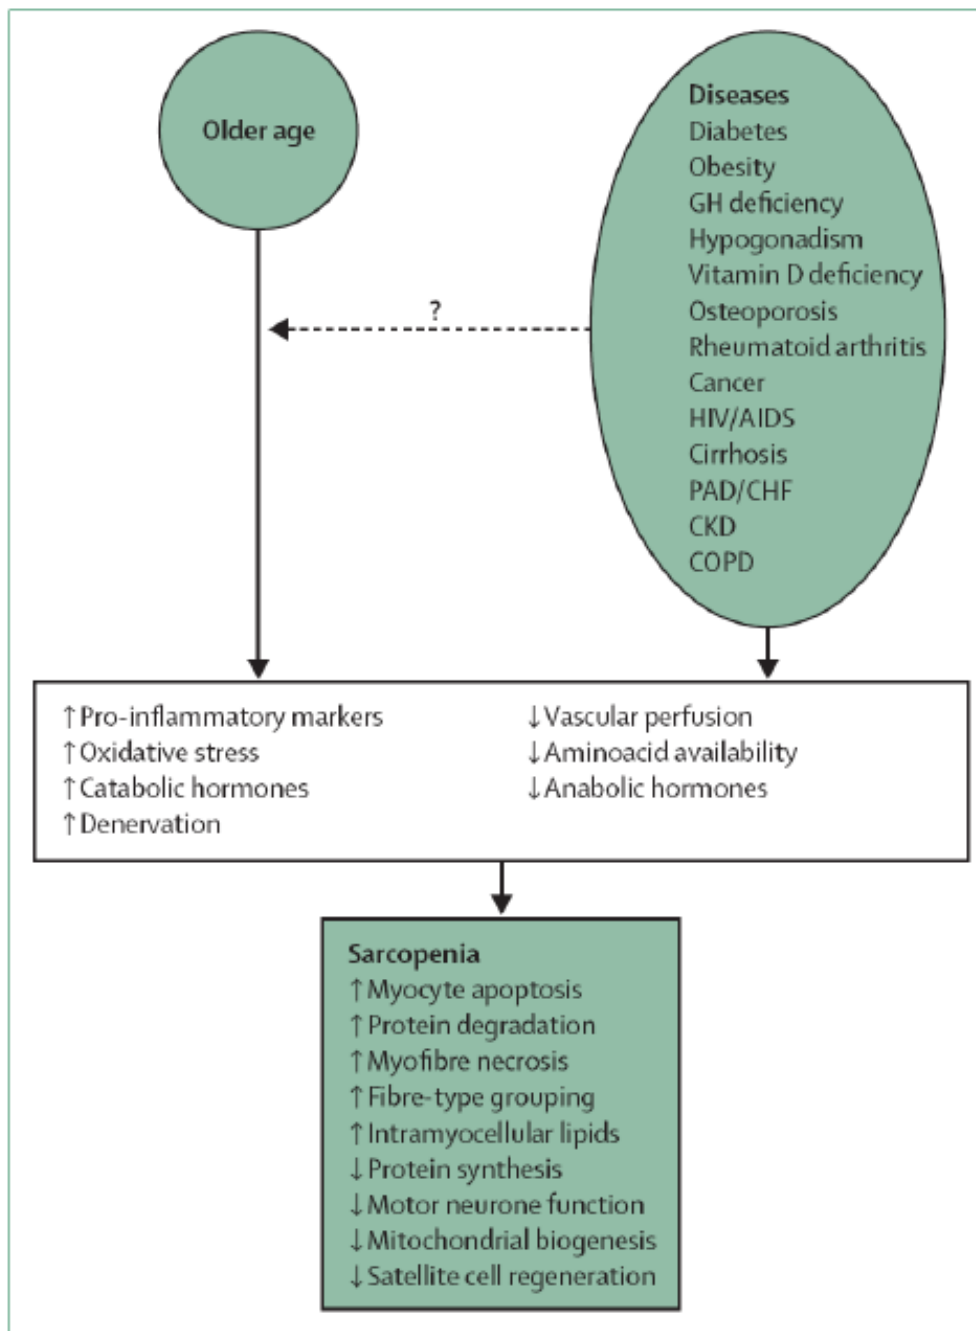 Older age
Diseases
Diabetes
Obesity
GH deficiency
Hypogonadism
Vitamin D deficiency
Osteoporosis
Rheumatoid arthritis
Cancer
HIV/AIDS
Cirrhosis
PAD/CHF
CKD
COPD
?
↑Pro-inflammatory markers
↑Oxidative stress
↑Catabolic hormones
↑Denervation
↓Vascular perfusion
↓Aminoacid availability
↓Anabolic hormones
Sarcopenia
↑Myocyte apoptosis
↑Protein degradation
↑Myofibre necrosis
↑Fibre-type grouping
↑Intramyocellular lipids
↓Protein synthesis
↓Motor neurone function
↓Mitochondrial biogenesis
↓Satellite cell regeneration